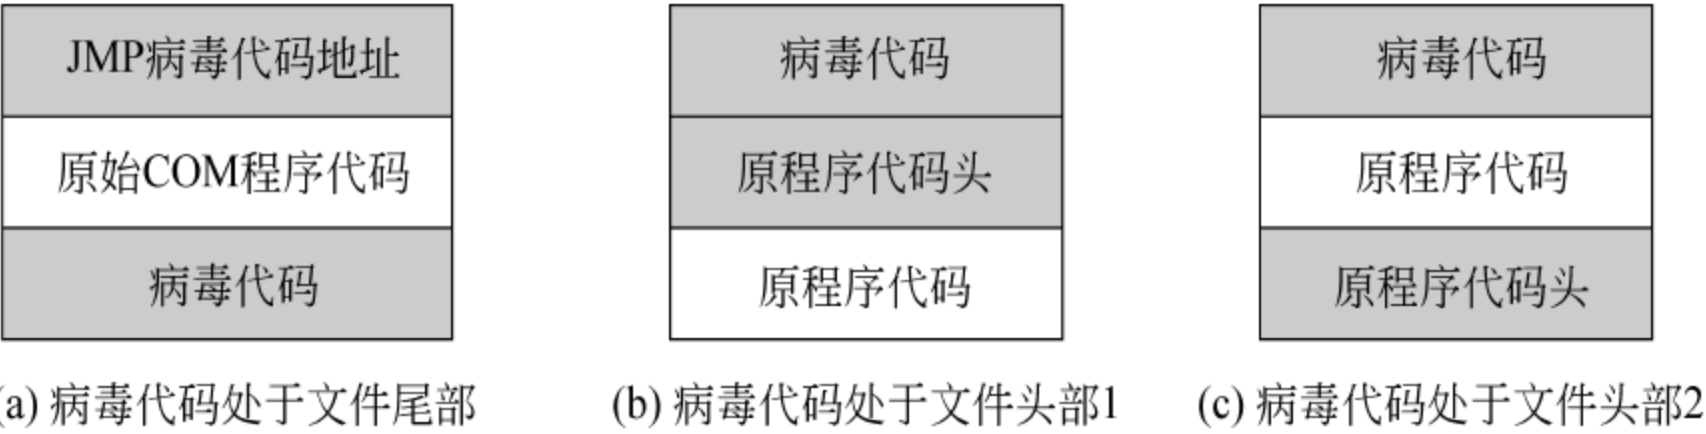 JMP病毒代码地址
原始COM程序代码
病毒代码
(a) 病毒代码处于文件尾部
病毒代码
原程序代码头
原程序代码
(b) 病毒代码处于文件头部1
病毒代码
原程序代码
原程序代码头
(c) 病毒代码处于文件头部2